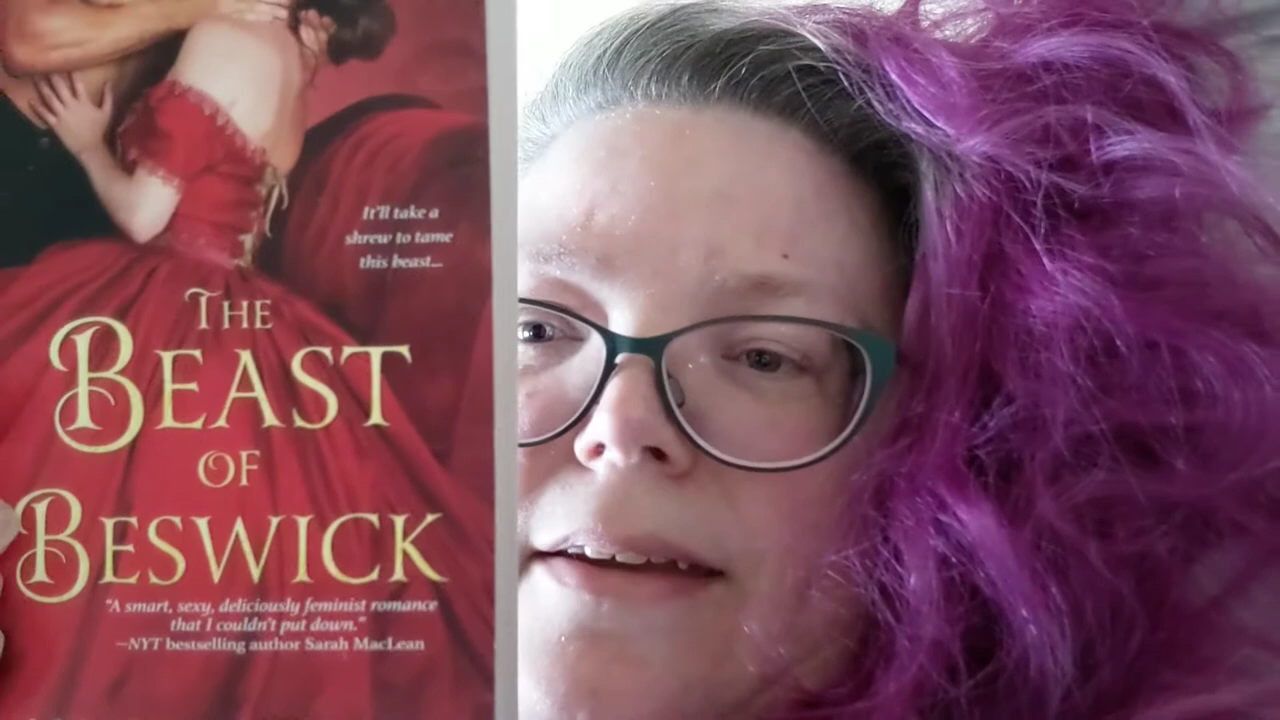 It'll take a
shrew to tame
this beast...
THE
BEAST
OF
BESWICK
"A smart, sexy, deliciously feminist romance
that I couldn't put down."
—NYT bestselling author Sarah MacLean